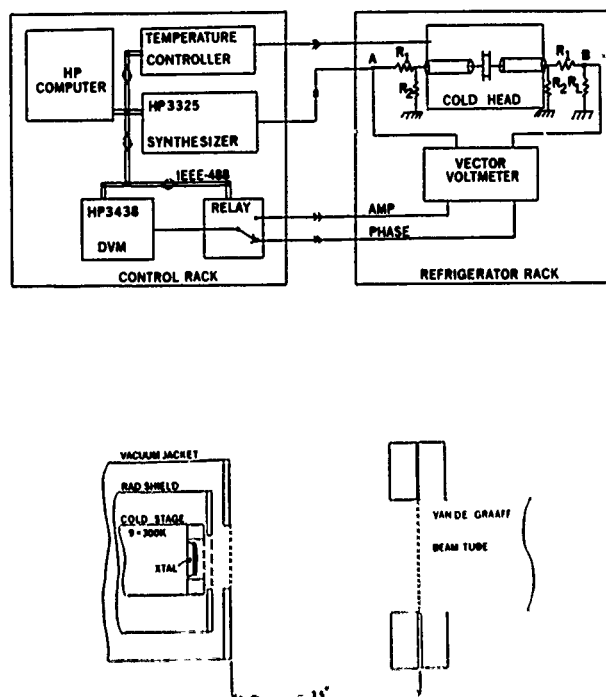 TEMPERATURE
CONTROLLER
HP
COMPUTER
HP3325
SYNTHESIZER
IEEE-488
HP3438
DVM
RELAY
CONTROL RACK
A
R1
R2
COLD HEAD
R1
B
R2
RL
VECTOR
VOLTMETER
AMP
PHASE
REFRIGERATOR RACK
VACUUM JACKET
RAD SHIELD
COLD STAGE
9-300K
XTAL
VAN DE GRAAFF
BEAM TUBE